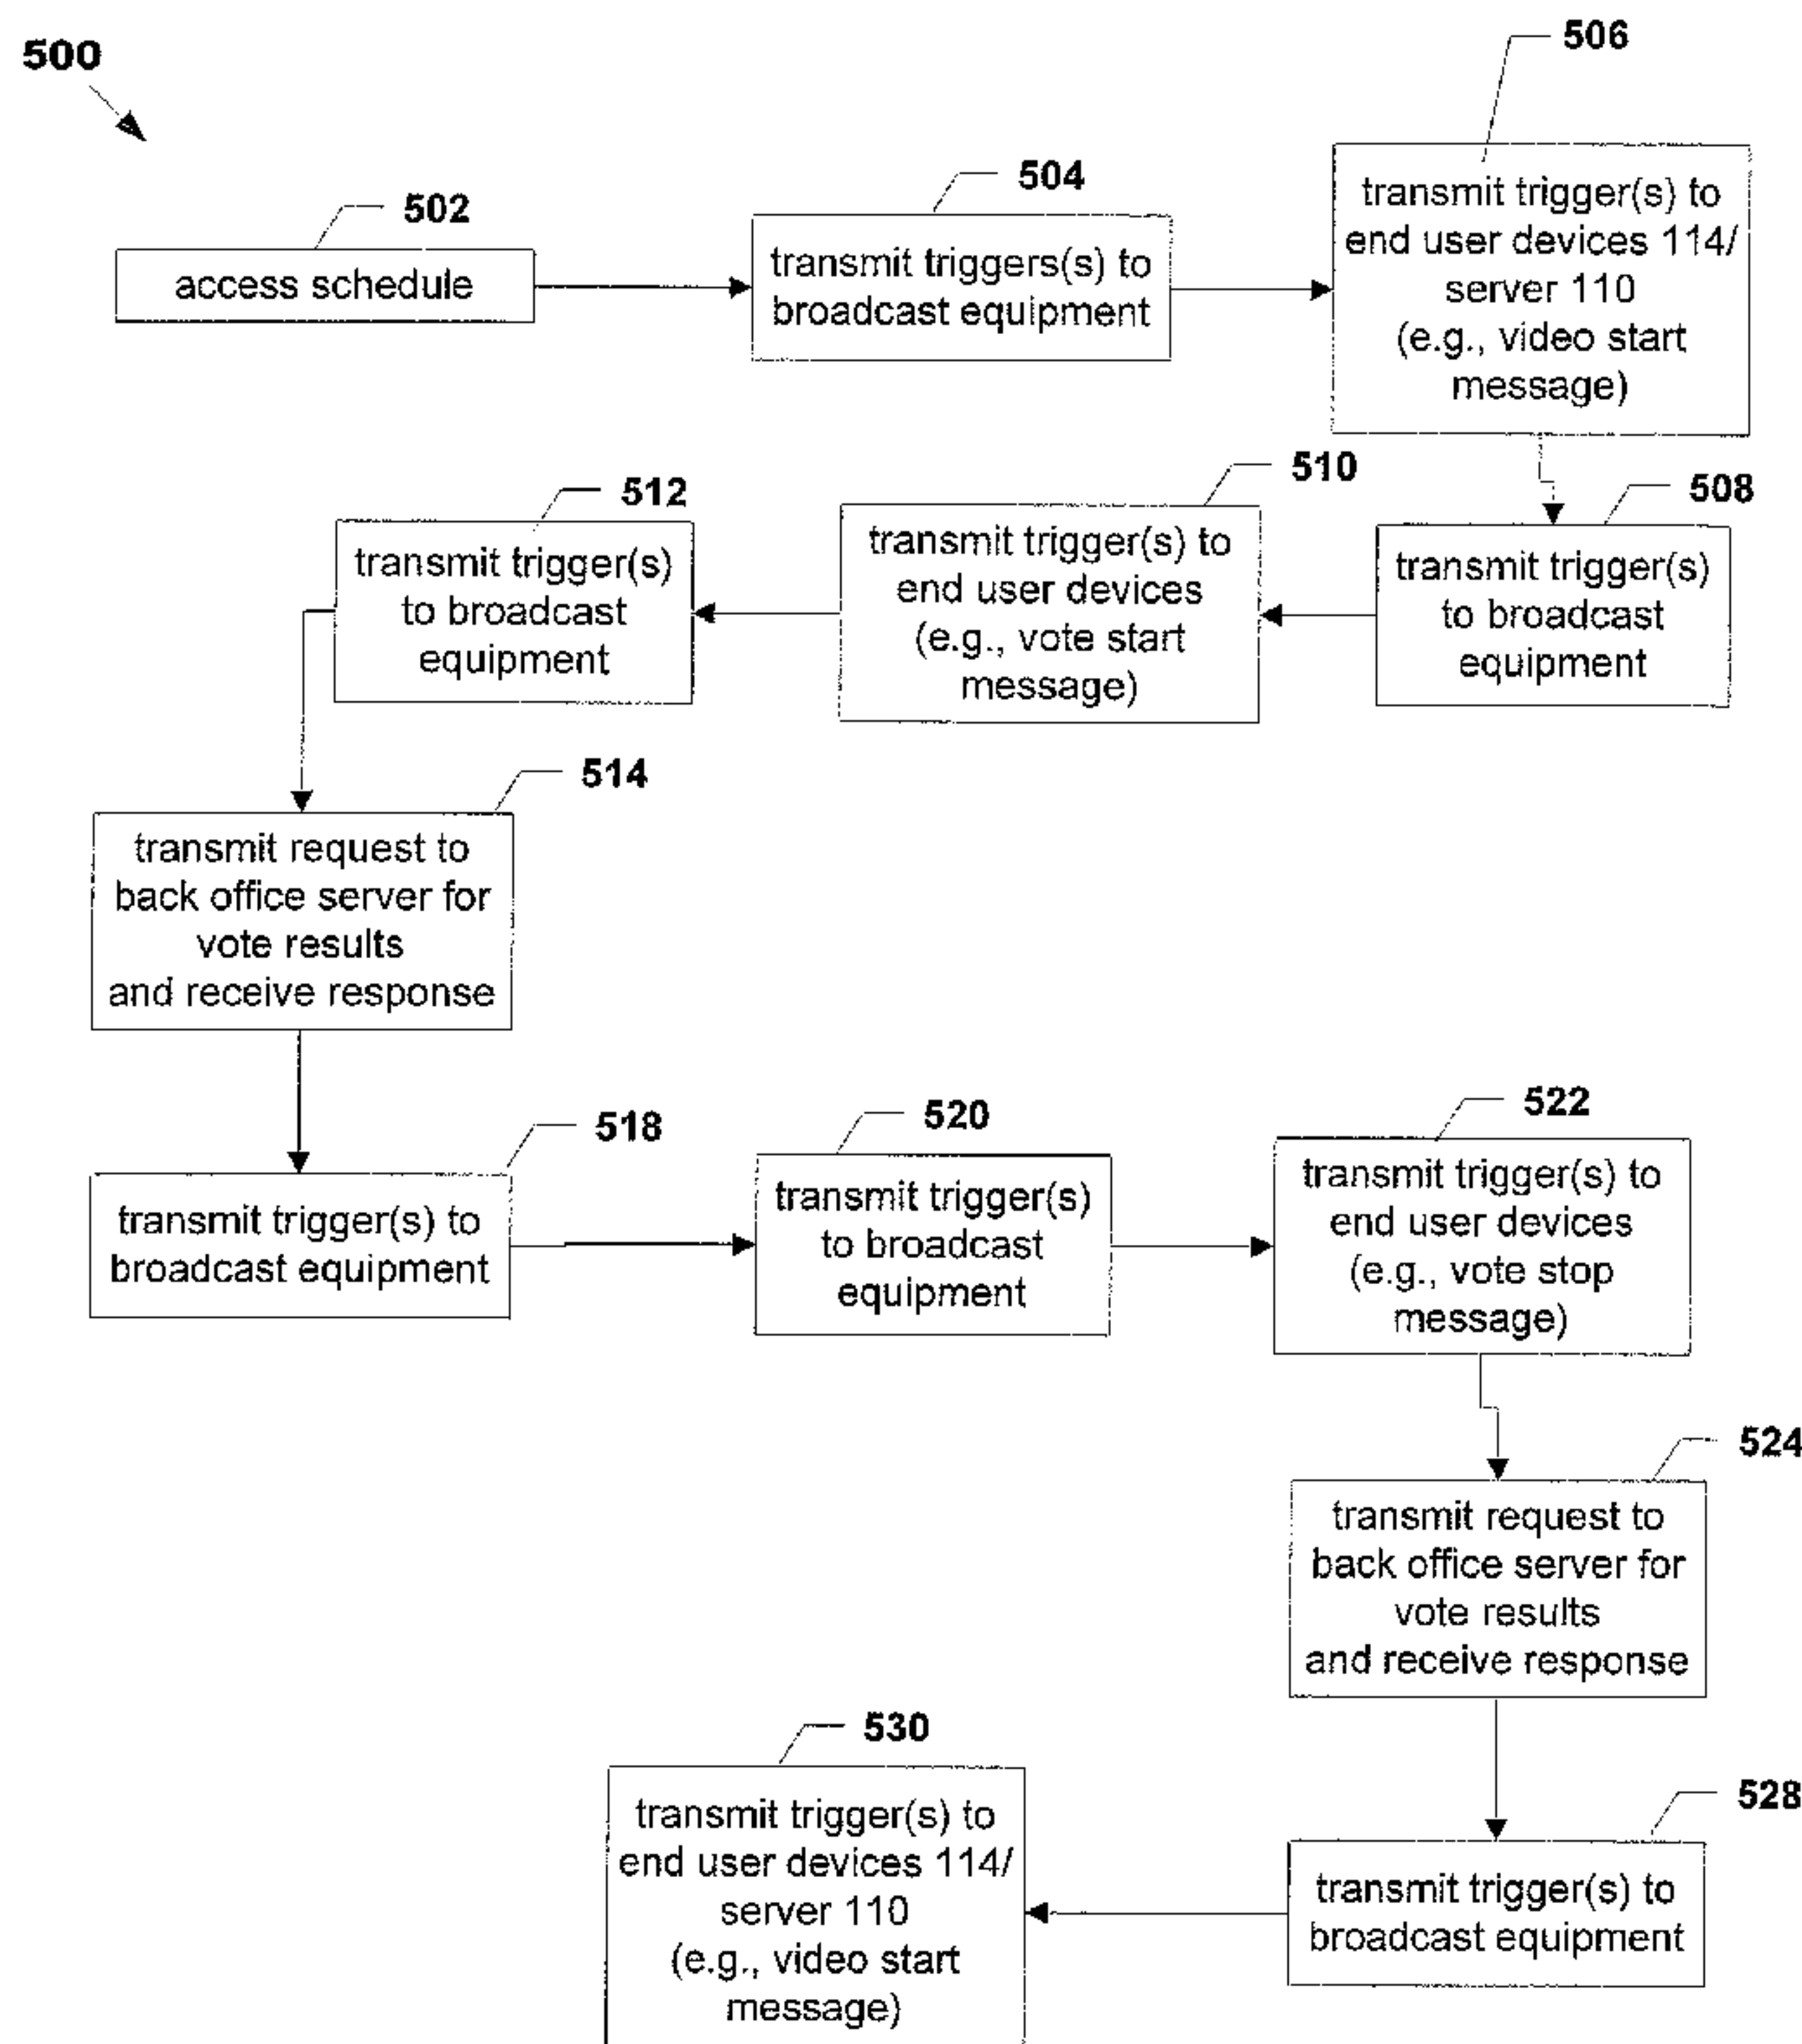 500
502
access schedule
504
transmit triggers(s) to
broadcast equipment
506
transmit trigger(s) to
end user devices 114/
server 110
(e.g., video start
message)
508
transmit trigger(s)
to broadcast
equipment
510
transmit trigger(s) to
end user devices
(e.g., vote start
message)
512
transmit trigger(s)
to broadcast
equipment
514
transmit request to
back office server for
vote results
and receive response
518
transmit trigger(s) to
broadcast equipment
520
transmit trigger(s)
to broadcast
equipment
522
transmit trigger(s) to
end user devices
(e.g., vote stop
message)
524
transmit request to
back office server for
vote results
and receive response
528
transmit trigger(s) to
broadcast equipment
530
transmit trigger(s) to
end user devices 114/
server 110
(e.g., video start
message)